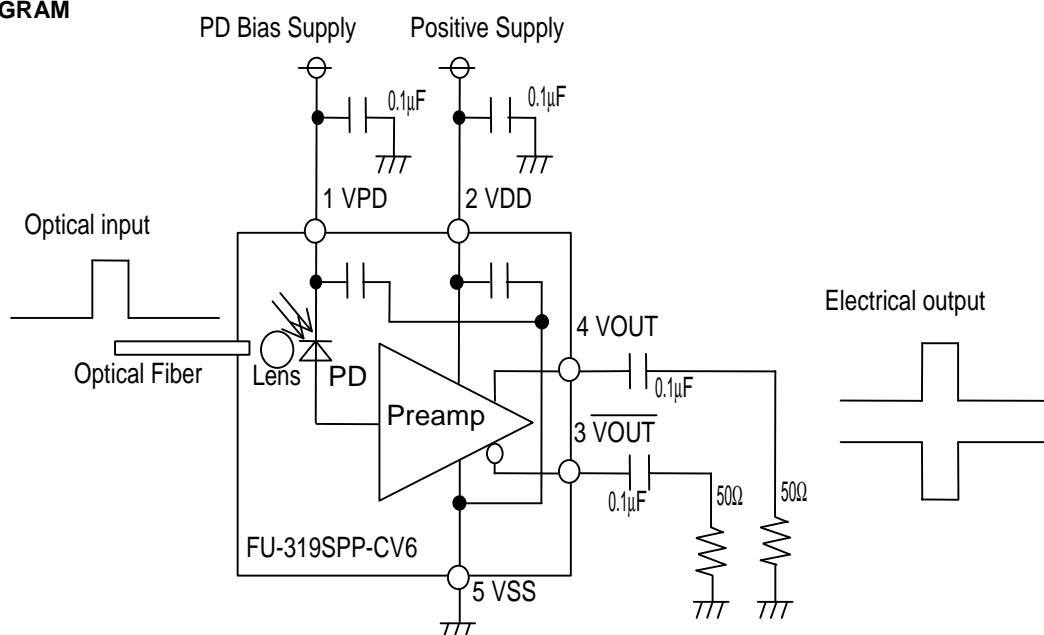 GRAM
PD Bias Supply
Positive Supply
0.1μF
0.1μF
1 VPD
2 VDD
Optical input
Electrical output
4 VOUT
Optical Fiber
Lens
PD
0.1μF
Preamp
3 VOUT
0.1μF
50Ω
50Ω
FU-319SPP-CV6
5 VSS